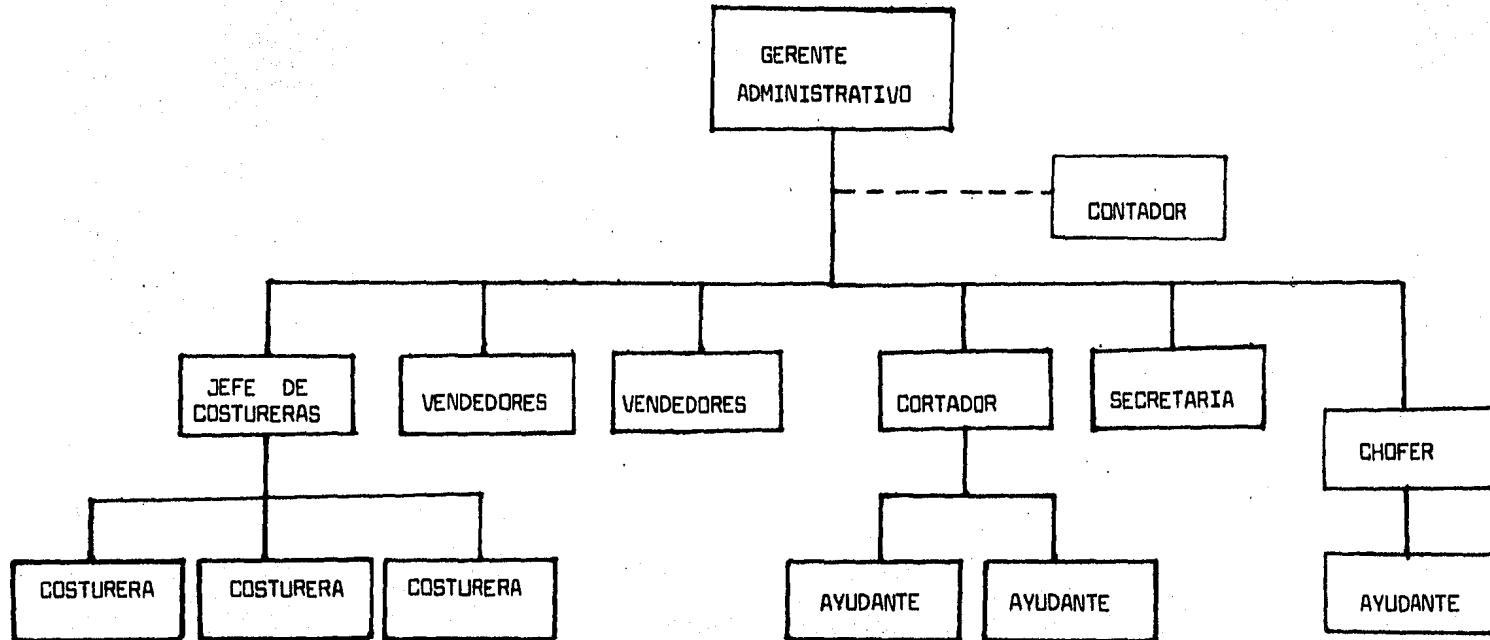 GERENTE
ADMINISTRATIVO
CONTADOR
JEFE DE
COSTURERAS
VENDEDORES
VENDEDORES
CORTADOR
SECRETARIA
CHOFER
COSTURERA
COSTURERA
COSTURERA
AYUDANTE
AYUDANTE
AYUDANTE